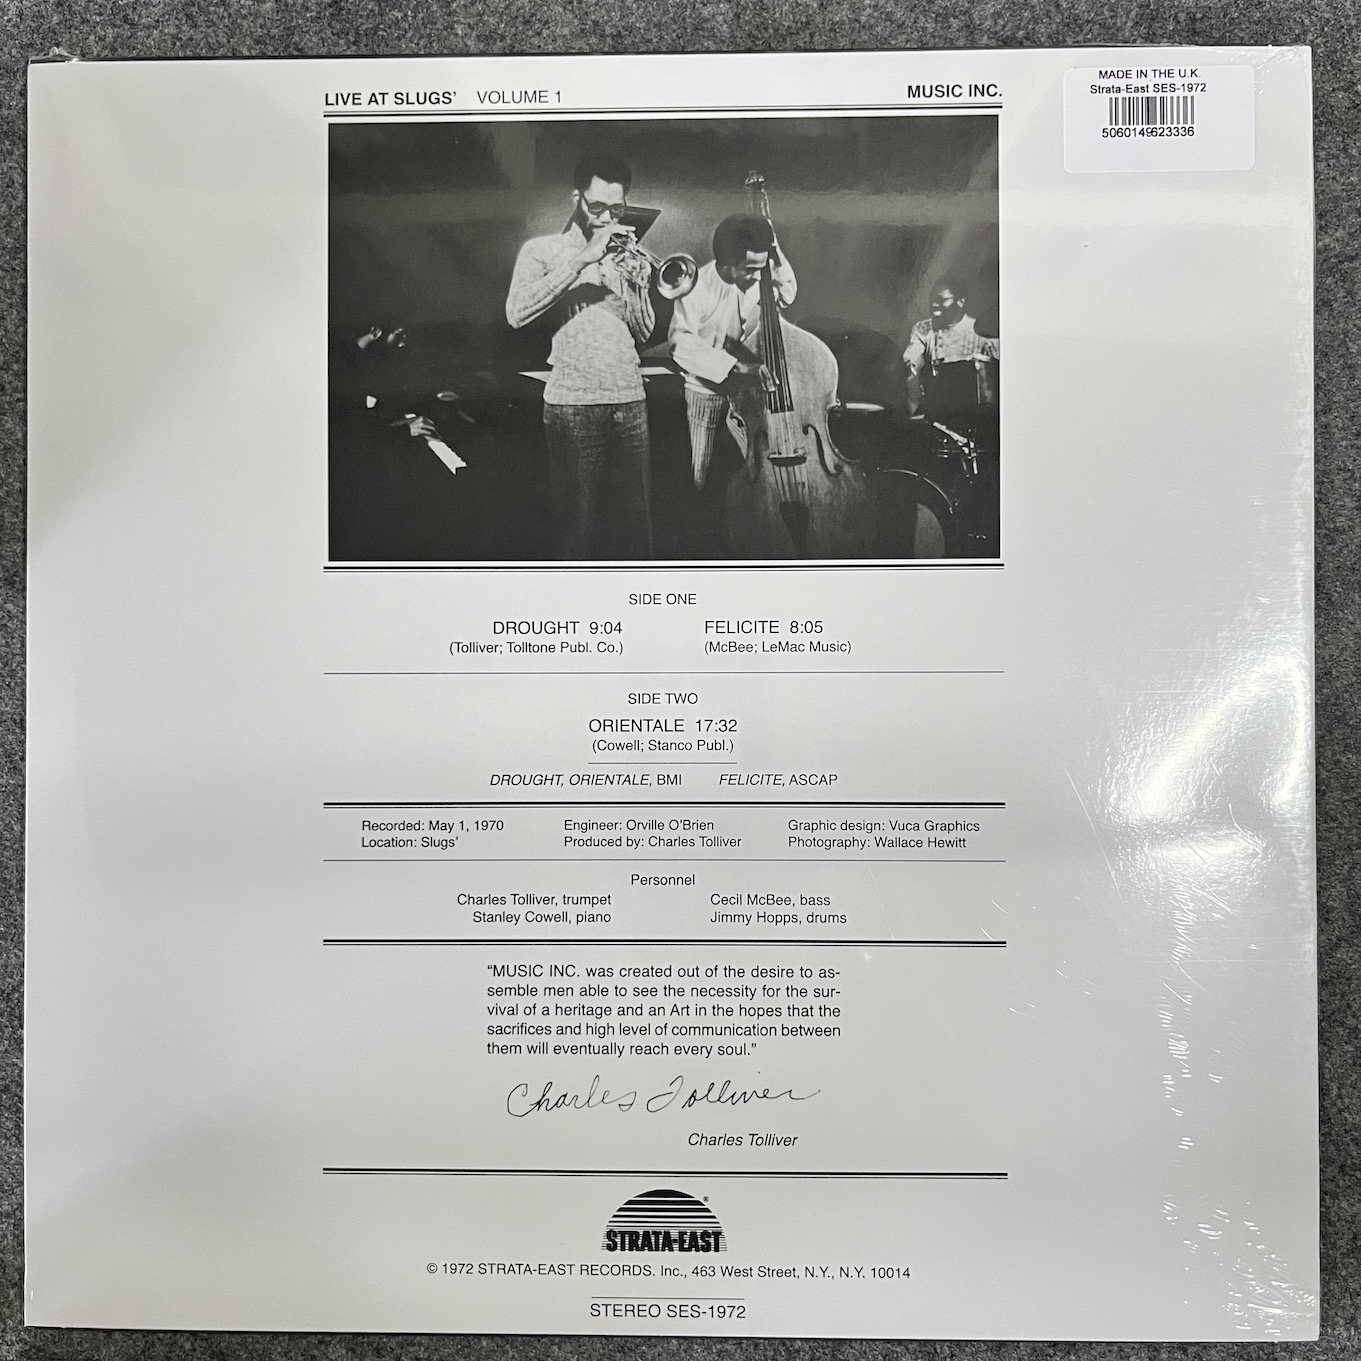 LIVE AT SLUGS' VOLUME 1 MUSIC INC.
MADE IN THE U.K.
Strata-East SES-1972
5060149623336
SIDE ONE
DROUGHT 9:04 FELICITE 8:05
(Tolliver; Tolltone Publ. Co.) (McBee; LeMac Music)
SIDE TWO
ORIENTALE 17:32
(Cowell; Stanco Publ.)
DROUGHT, ORIENTALE, BMI FELICITE, ASCAP
Recorded: May 1, 1970 Engineer: Orville O'Brien Graphic design: Vuca Graphics
Location: Slugs' Produced by: Charles Tolliver Photography: Wallace Hewitt
Personnel
Charles Tolliver, trumpet Cecil McBee, bass
Stanley Cowell, piano Jimmy Hopps, drums
"MUSIC INC. was created out of the desire to as-
semble men able to see the necessity for the sur-
vival of a heritage and an Art in the hopes that the
sacrifices and high level of communication between
them will eventually reach every soul."
Charles Tolliver
Charles Tolliver
STRATA-EAST
© 1972 STRATA-EAST RECORDS. Inc., 463 West Street, N.Y., N.Y. 10014
STEREO SES-1972